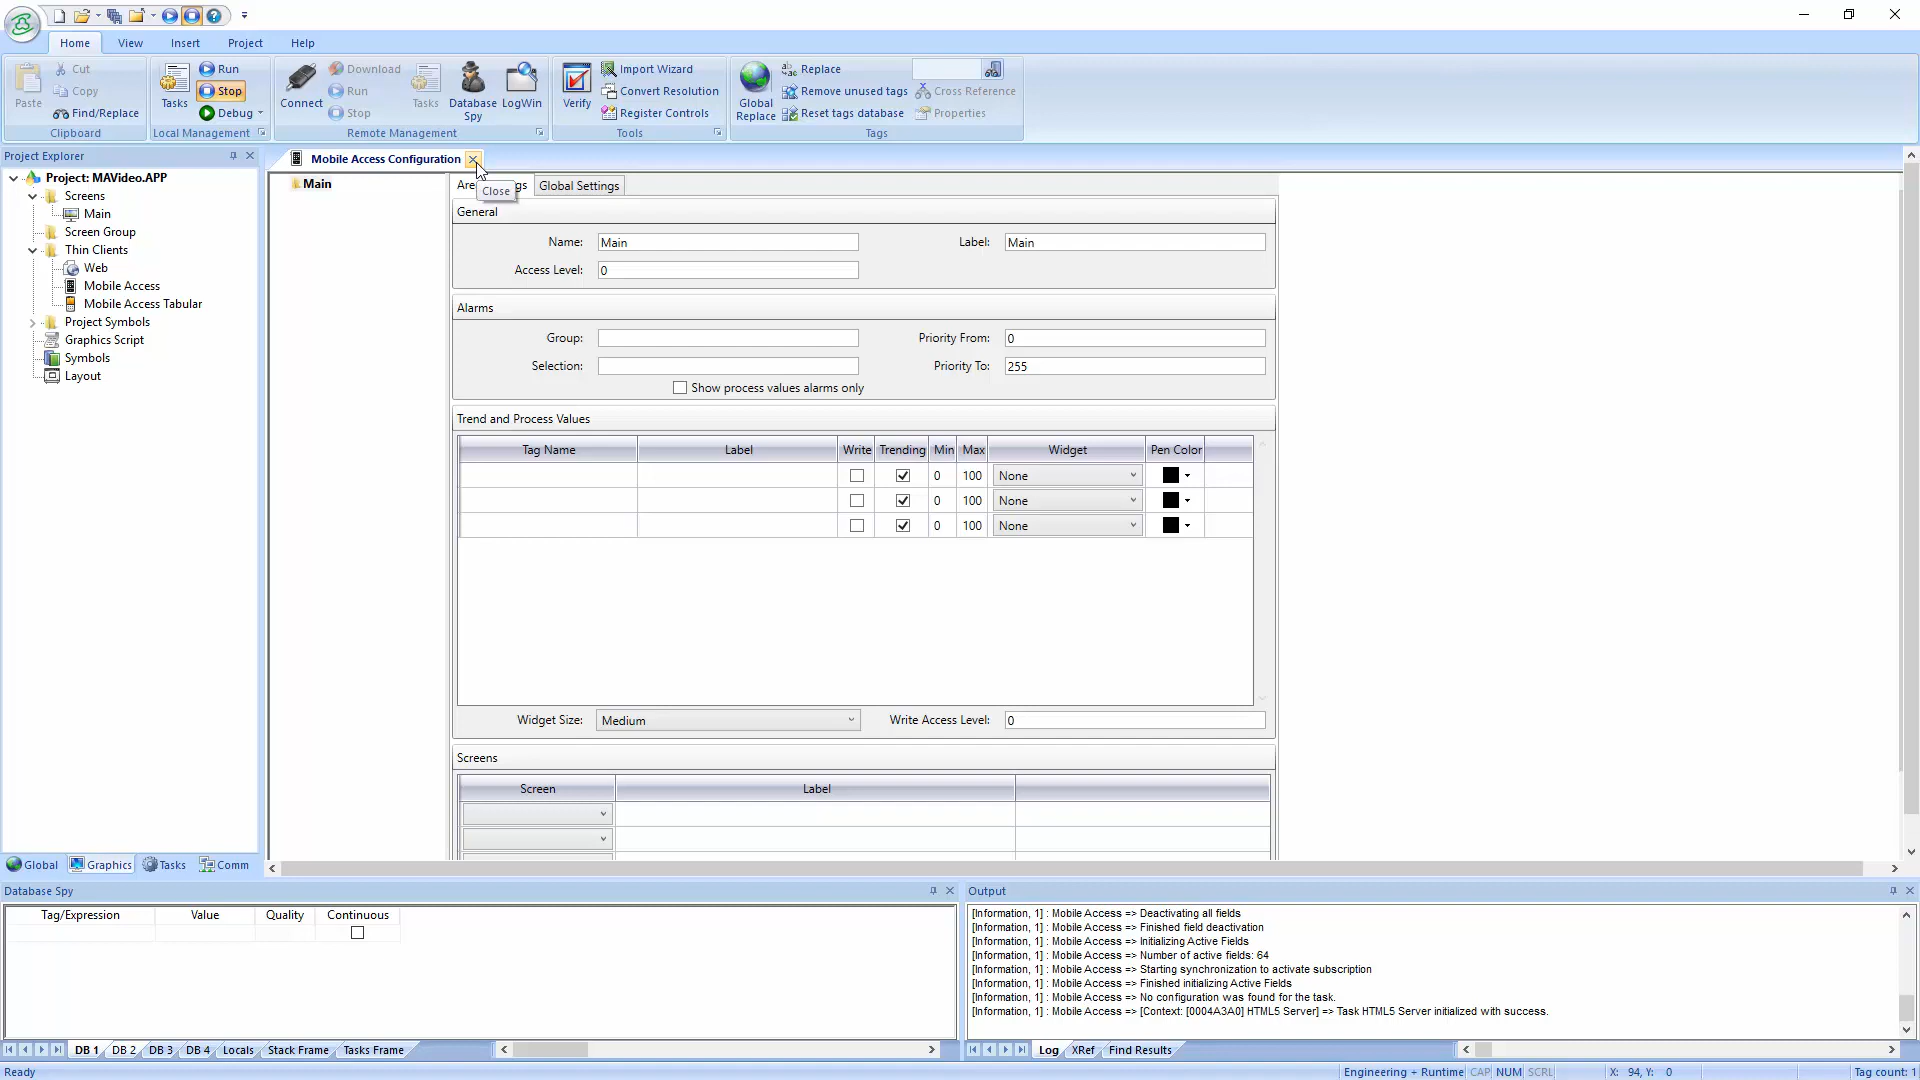 Home View Insert Project Help
Paste Cut Copy Find/Replace
Clipboard
Tasks Run Stop Debug
Local Management
Connect Download Run Stop Tasks Database Spy LogWin
Remote Management
Verify Import Wizard Convert Resolution Register Controls
Tools
Global Replace Replace Remove unused tags Reset tags database Cross Reference Properties
Tags
Project Explorer
Project: MAVideo.APP
Screens
Main
Screen Group
Thin Clients
Web
Mobile Access
Mobile Access Tabular
Project Symbols
Graphics Script
Symbols
Layout
Global Graphics Tasks Comm
Mobile Access Configuration
Close
Main
Global Settings
General
Name: Main Label: Main
Access Level: 0
Alarms
Group: Priority From: 0
Selection: Priority To: 255
Show process values alarms only
Trend and Process Values
Tag Name Label Write Trending Min Max Widget Pen Color
0 100 None
0 100 None
0 100 None
Widget Size: Medium Write Access Level: 0
Screens
Screen Label
Database Spy
Tag/Expression Value Quality Continuous
DB 1 DB 2 DB 3 DB 4 Locals Stack Frame Tasks Frame
Output
[Information, 1] : Mobile Access => Deactivating all fields
[Information, 1] : Mobile Access => Finished field deactivation
[Information, 1] : Mobile Access => Initializing Active Fields
[Information, 1] : Mobile Access => Number of active fields: 64
[Information, 1] : Mobile Access => Starting synchronization to activate subscription
[Information, 1] : Mobile Access => Finished initializing Active Fields
[Information, 1] : Mobile Access => No configuration was found for the task.
[Information, 1] : Mobile Access => [Context: [0004A3A0] HTML5 Server] => Task HTML5 Server initialized with success.
Log XRef Find Results
Ready Engineering + Runtime CAP NUM SCRL X: 94, Y: 0 Tag count: 1